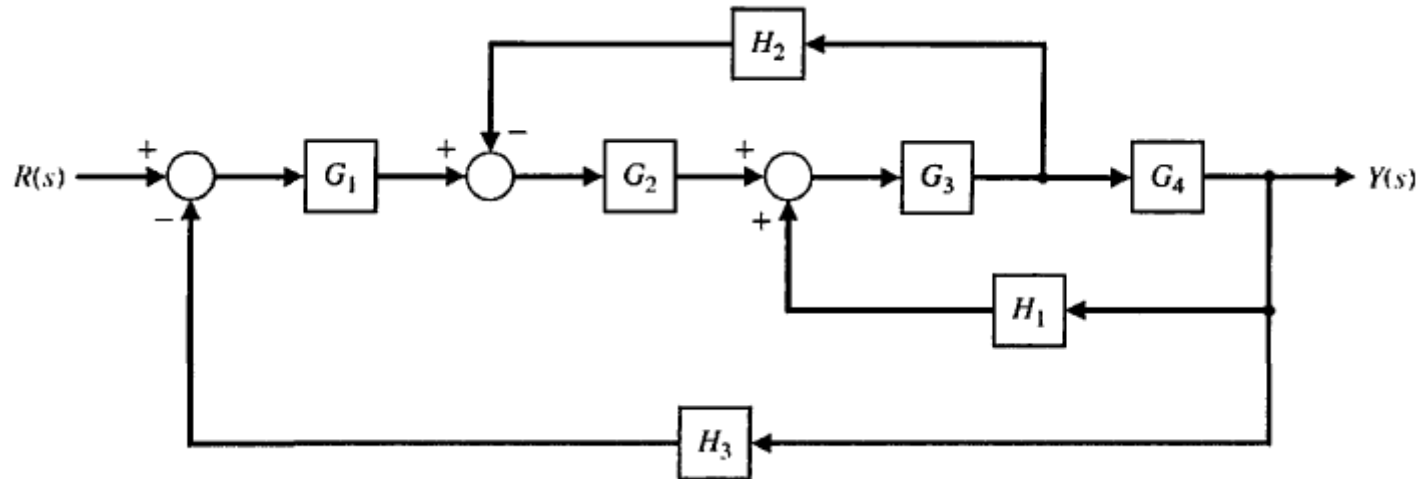 H₂
R(s) + − G₁ + − G₂ + + G₃ G₄ Y(s)
H₁
H₃